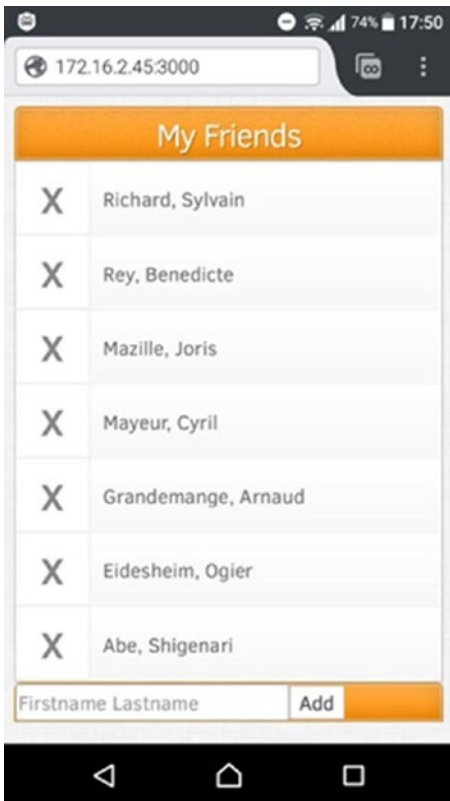 74% 17:50
172.16.2.45:3000
My Friends
X Richard, Sylvain
X Rey, Benedicte
X Mazille, Joris
X Mayeur, Cyril
X Grandemange, Arnaud
X Eidesheim, Ogier
X Abe, Shigenari
Firstname Lastname Add